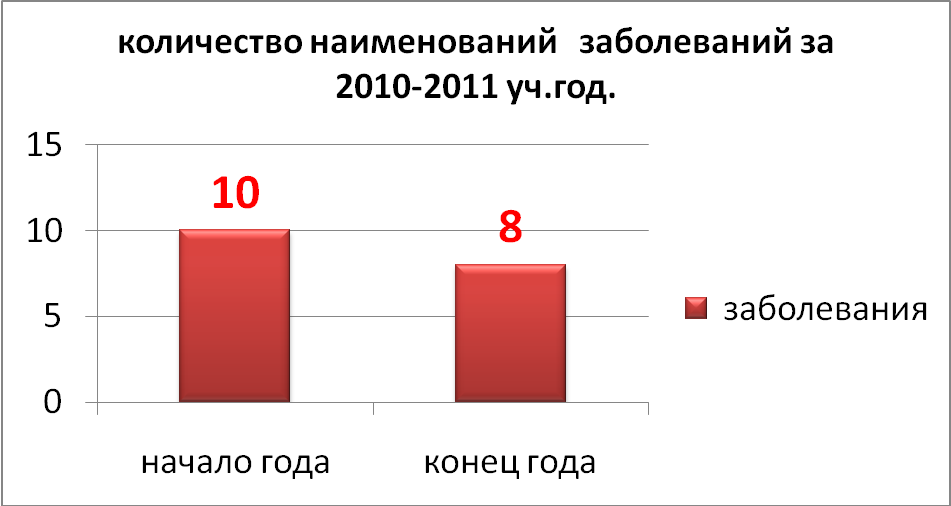 количество наименований заболеваний за
2010-2011 уч.год.
15
10
8
10
5
0
заболевания
начало года
конец года